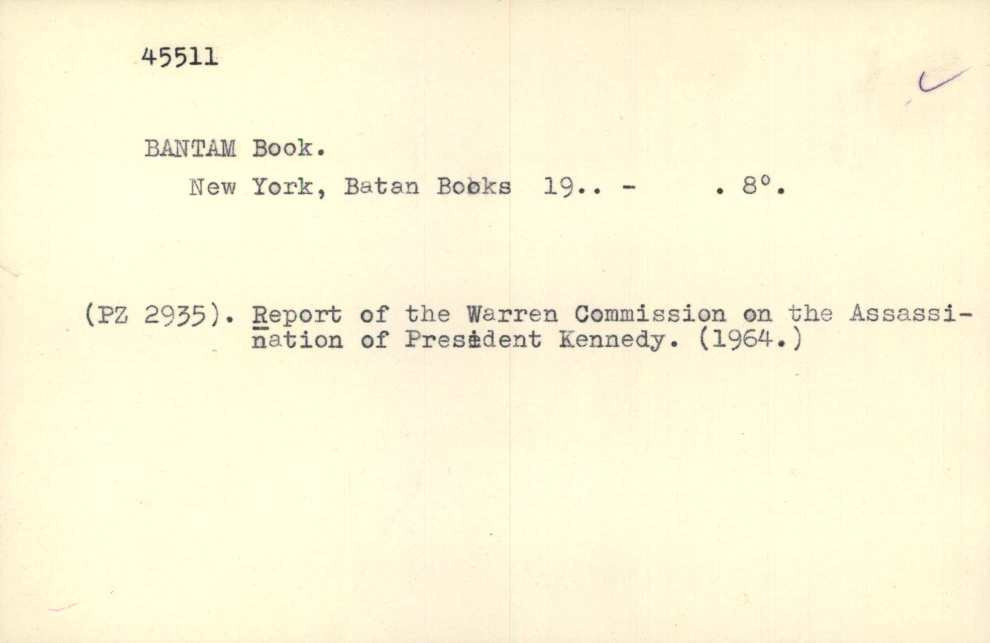 45511
BANTAM Book.
New York, Batan Books 19.. - . 8°.
(PZ 2935). Report of the Warren Commission on the Assassi-
nation of President Kennedy. (1964.)